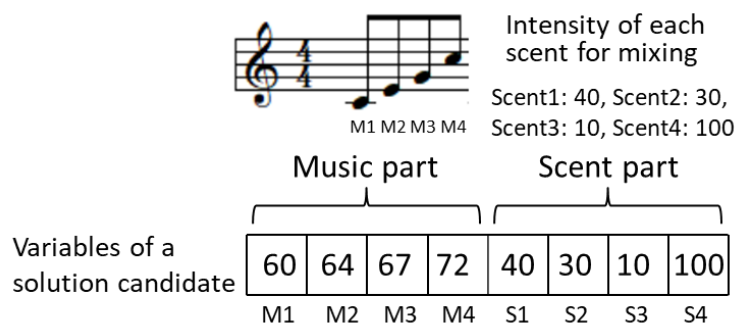 4
4
Intensity of each
scent for mixing
Scent1: 40, Scent2: 30,
Scent3: 10, Scent4: 100
M1 M2 M3 M4
Music part
Scent part
Variables of a
solution candidate
60 64 67 72 40 30 10 100
M1 M2 M3 M4 S1 S2 S3 S4